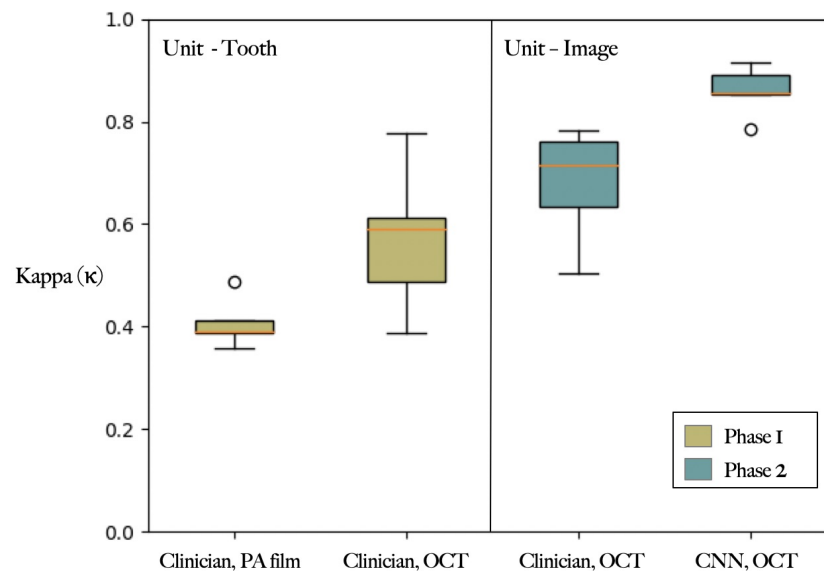 Unit - Tooth
Unit – Image
1.0
0.8
0.6
0.4
0.2
0.0
Kappa (κ)
Phase 1
Phase 2
Clinician, PA film
Clinician, OCT
Clinician, OCT
CNN, OCT